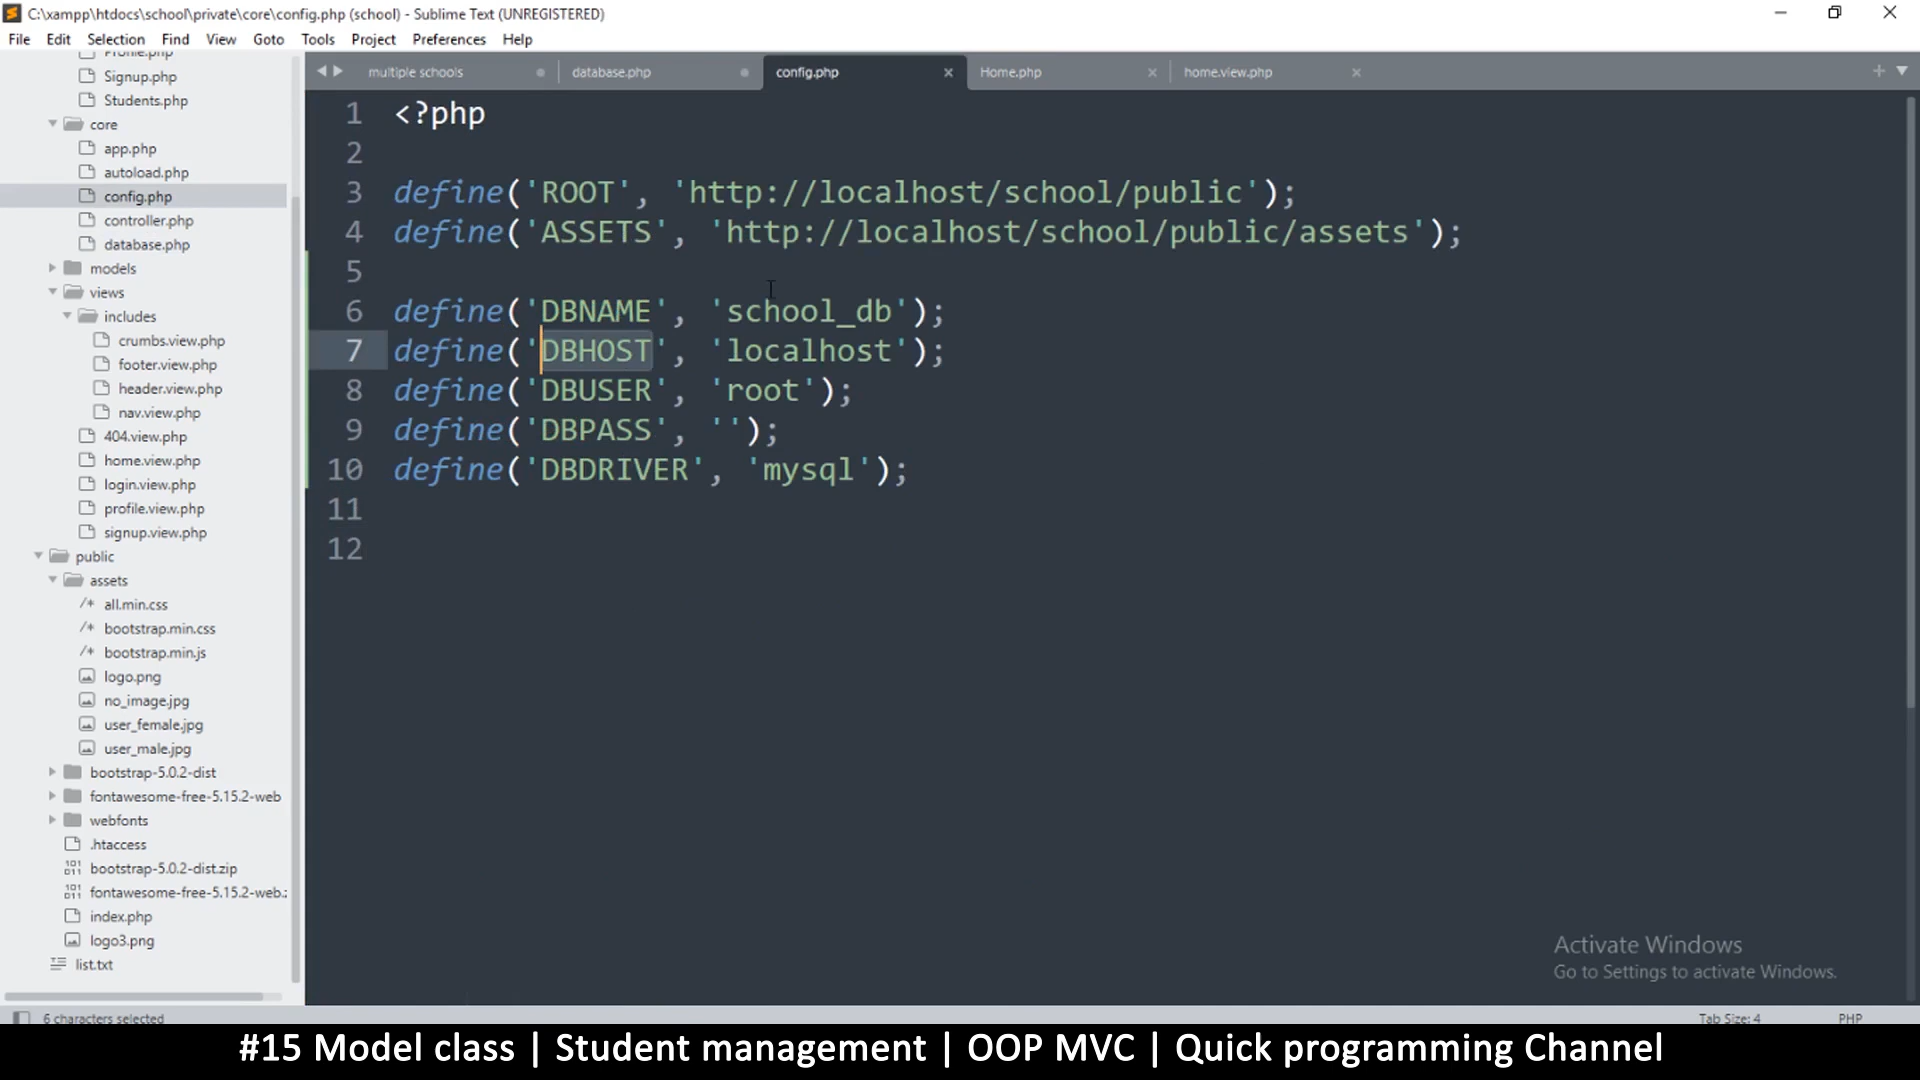 C:\xampp\htdocs\school\private\core\config.php (school) - Sublime Text (UNREGISTERED)
File Edit Selection Find View Goto Tools Project Preferences Help
Profile.php
Signup.php
Students.php
core
app.php
autoload.php
config.php
controller.php
database.php
models
views
includes
crumbs.view.php
footer.view.php
header.view.php
nav.view.php
404.view.php
home.view.php
login.view.php
profile.view.php
signup.view.php
public
assets
/* all.min.css
/* bootstrap.min.css
/* bootstrap.min.js
logo.png
no_image.jpg
user_female.jpg
user_male.jpg
bootstrap-5.0.2-dist
fontawesome-free-5.15.2-web
webfonts
.htaccess
bootstrap-5.0.2-dist.zip
fontawesome-free-5.15.2-web.z
index.php
logo3.png
list.txt
multiple schools database.php config.php Home.php home.view.php
1 <?php
2
3 define('ROOT', 'http://localhost/school/public');
4 define('ASSETS', 'http://localhost/school/public/assets');
5
6 define('DBNAME', 'school_db');
7 define('DBHOST', 'localhost');
8 define('DBUSER', 'root');
9 define('DBPASS', '');
10 define('DBDRIVER', 'mysql');
11
12
Activate Windows
Go to Settings to activate Windows.
6 characters selected Tab Size: 4 PHP
#15 Model class | Student management | OOP MVC | Quick programming Channel